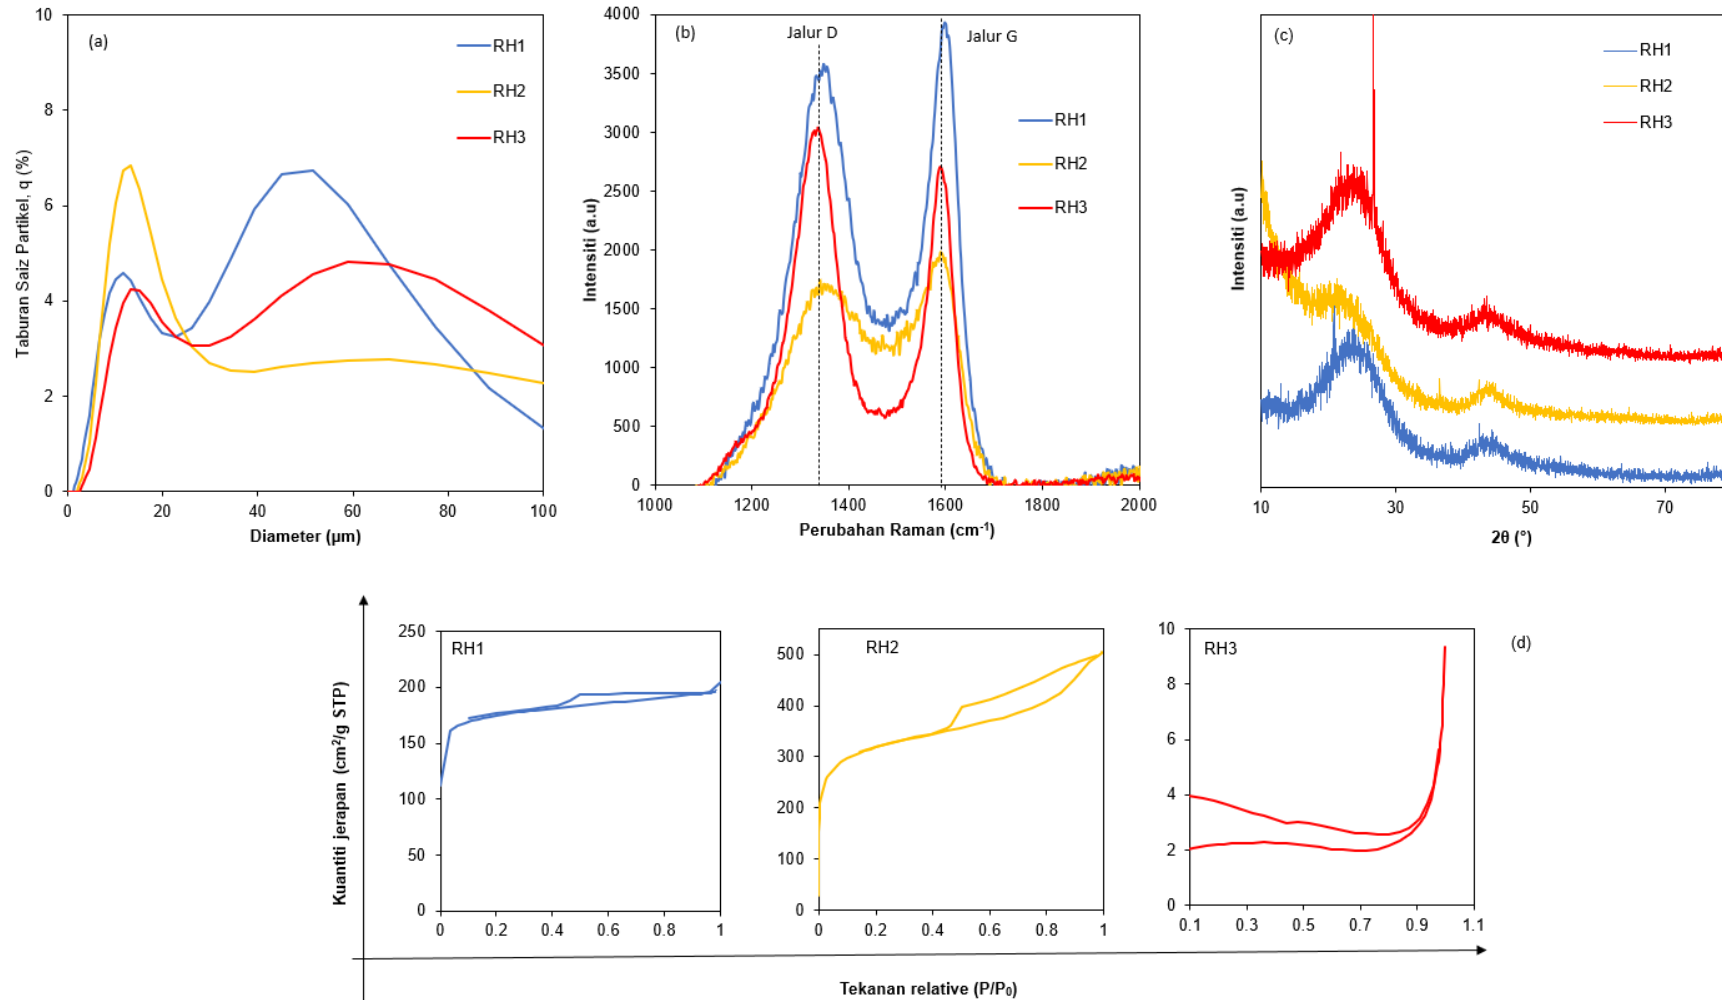 (a)
RH1
RH2
RH3
10
8
6
4
2
0
0 20 40 60 80 100
Taburan Saiz Partikel, q (%)
Diameter (µm)
(b)
Jalur D
Jalur G
RH1
RH2
RH3
4000
3500
3000
2500
2000
1500
1000
500
0
1000 1200 1400 1600 1800 2000
Intensiti (a.u)
Perubahan Raman (cm-1)
(c)
RH1
RH2
RH3
Intensiti (a.u)
10 30 50 70
2θ (°)
(d)
Kuantiti jerapan (cm2/g STP)
RH1
250
200
150
100
50
0
0 0.2 0.4 0.6 0.8 1
RH2
500
400
300
200
100
0
0 0.2 0.4 0.6 0.8 1
RH3
10
8
6
4
2
0
0.1 0.3 0.5 0.7 0.9 1.1
Tekanan relative (P/P0)